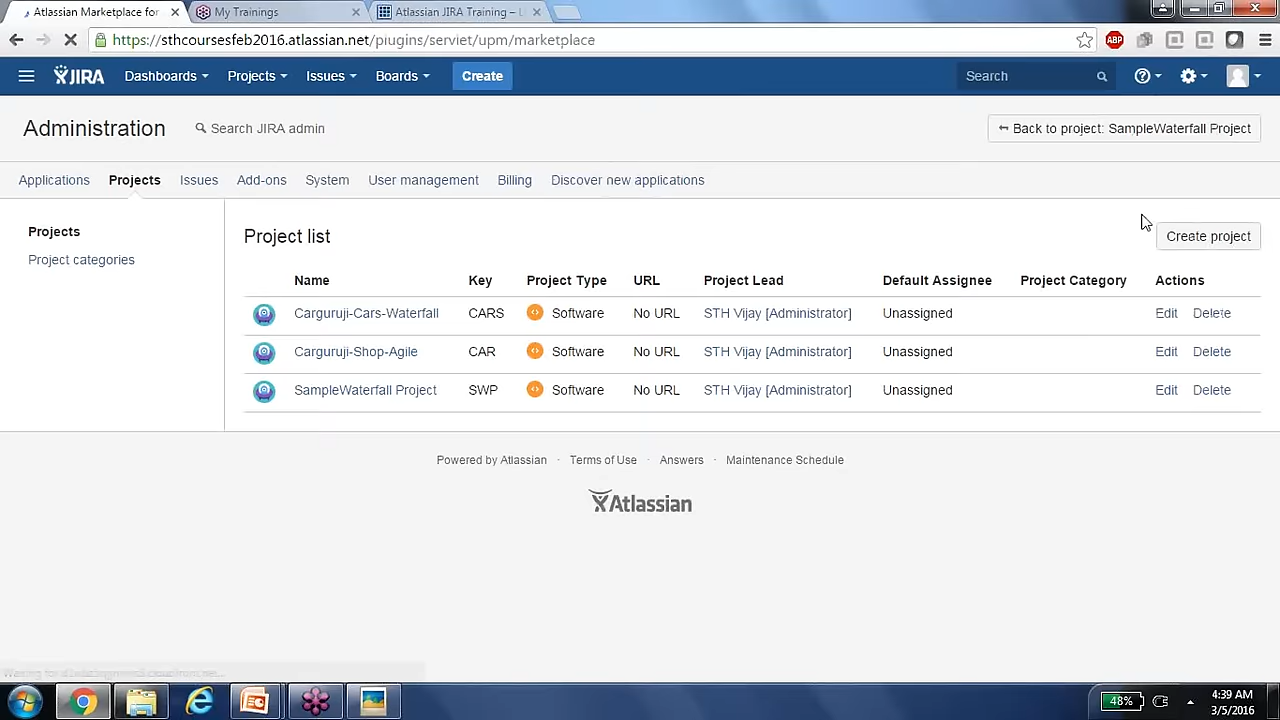 Atlassian Marketplace for
My Trainings
Atlassian JIRA Training – L
https://sthcoursesfeb2016.atlassian.net/plugins/servlet/upm/marketplace
ABP
JIRA
Dashboards
Projects
Issues
Boards
Create
Search
Administration
Search JIRA admin
Back to project: SampleWaterfall Project
Applications
Projects
Issues
Add-ons
System
User management
Billing
Discover new applications
Projects
Project categories
Project list
Create project
Name Key Project Type URL Project Lead Default Assignee Project Category Actions
Carguruji-Cars-Waterfall CARS Software No URL STH Vijay [Administrator] Unassigned Edit Delete
Carguruji-Shop-Agile CAR Software No URL STH Vijay [Administrator] Unassigned Edit Delete
SampleWaterfall Project SWP Software No URL STH Vijay [Administrator] Unassigned Edit Delete
Powered by Atlassian · Terms of Use · Answers · Maintenance Schedule
Atlassian
Waiting for
48%
4:39 AM
3/5/2016